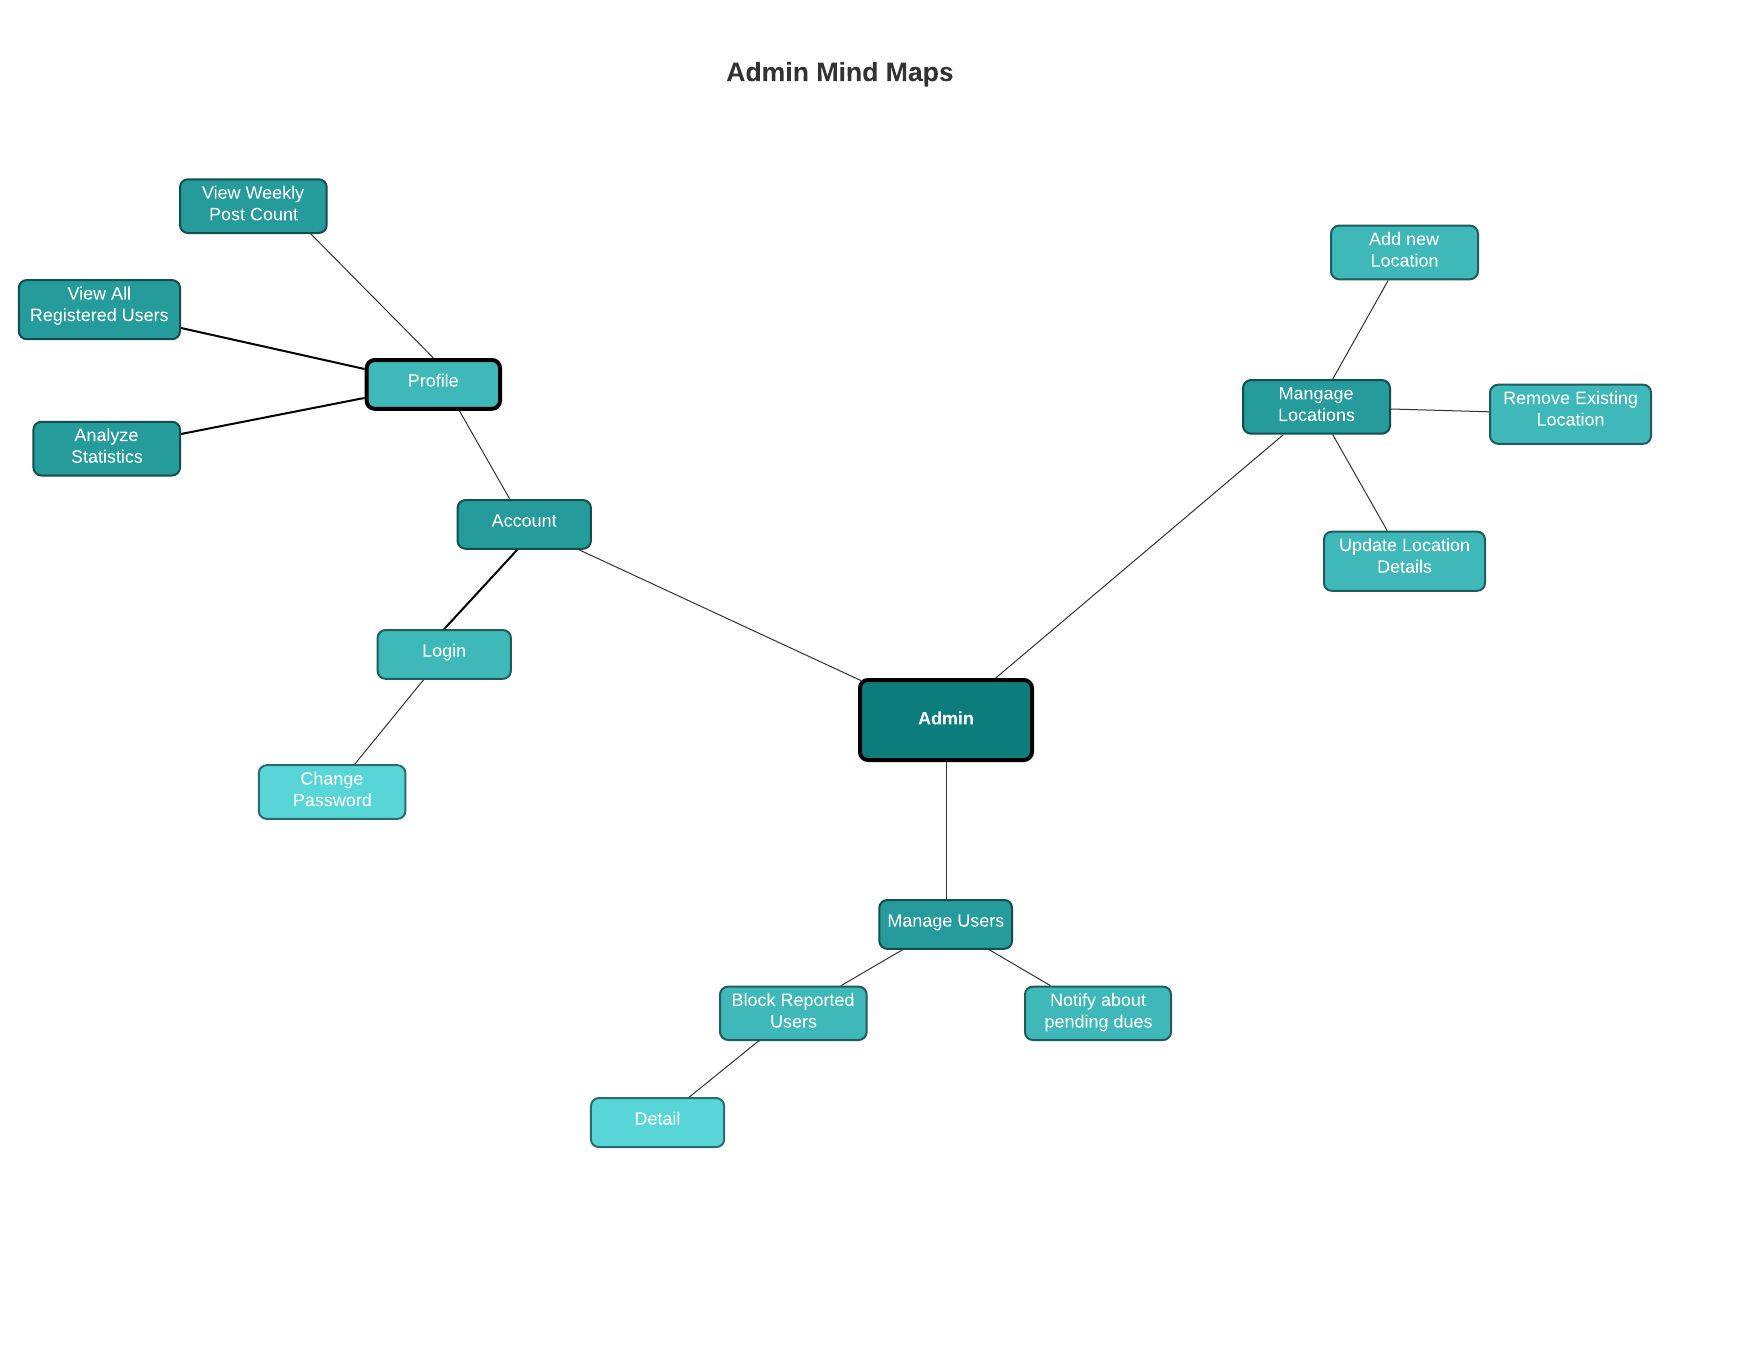 Admin Mind Maps
View Weekly
Post Count
View All
Registered Users
Profile
Analyze
Statistics
Account
Login
Change
Password
Add new
Location
Mangage
Locations
Remove Existing
Location
Update Location
Details
Admin
Manage Users
Block Reported
Users
Notify about
pending dues
Detail